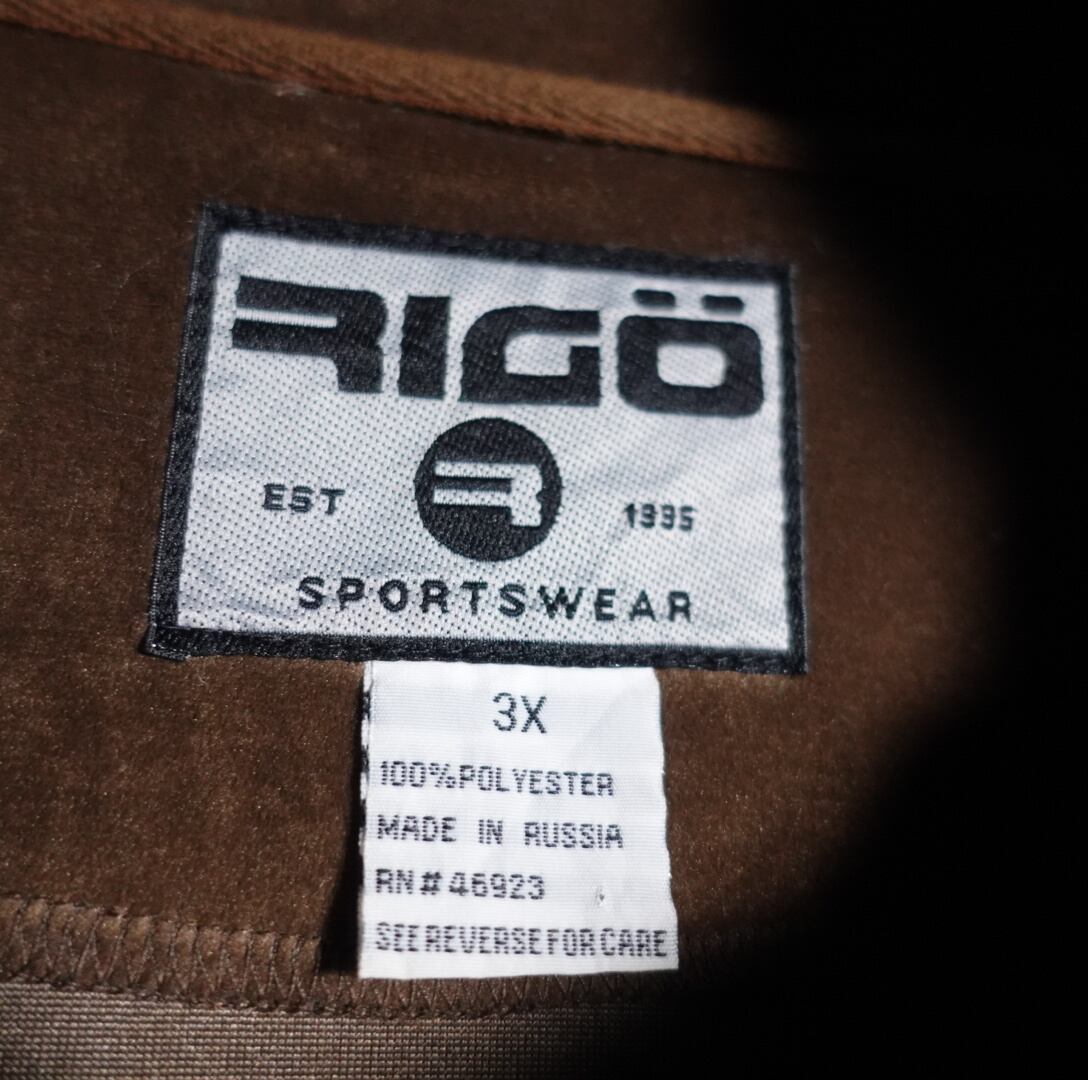 RIGÖ
R
EST 1995
SPORTSWEAR
3X
100%POLYESTER
MADE IN RUSSIA
RN#46923
SEE REVERSE FOR CARE